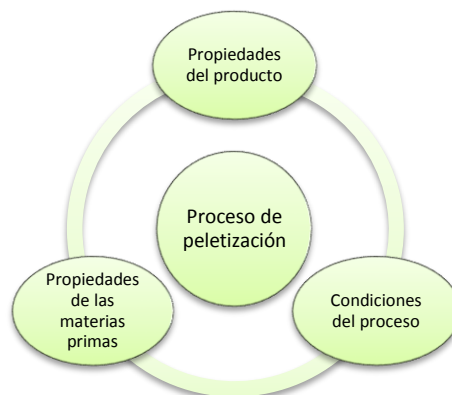 Propiedades
del producto
Proceso de
peletización
Propiedades
de las
materias
primas
Condiciones
del proceso